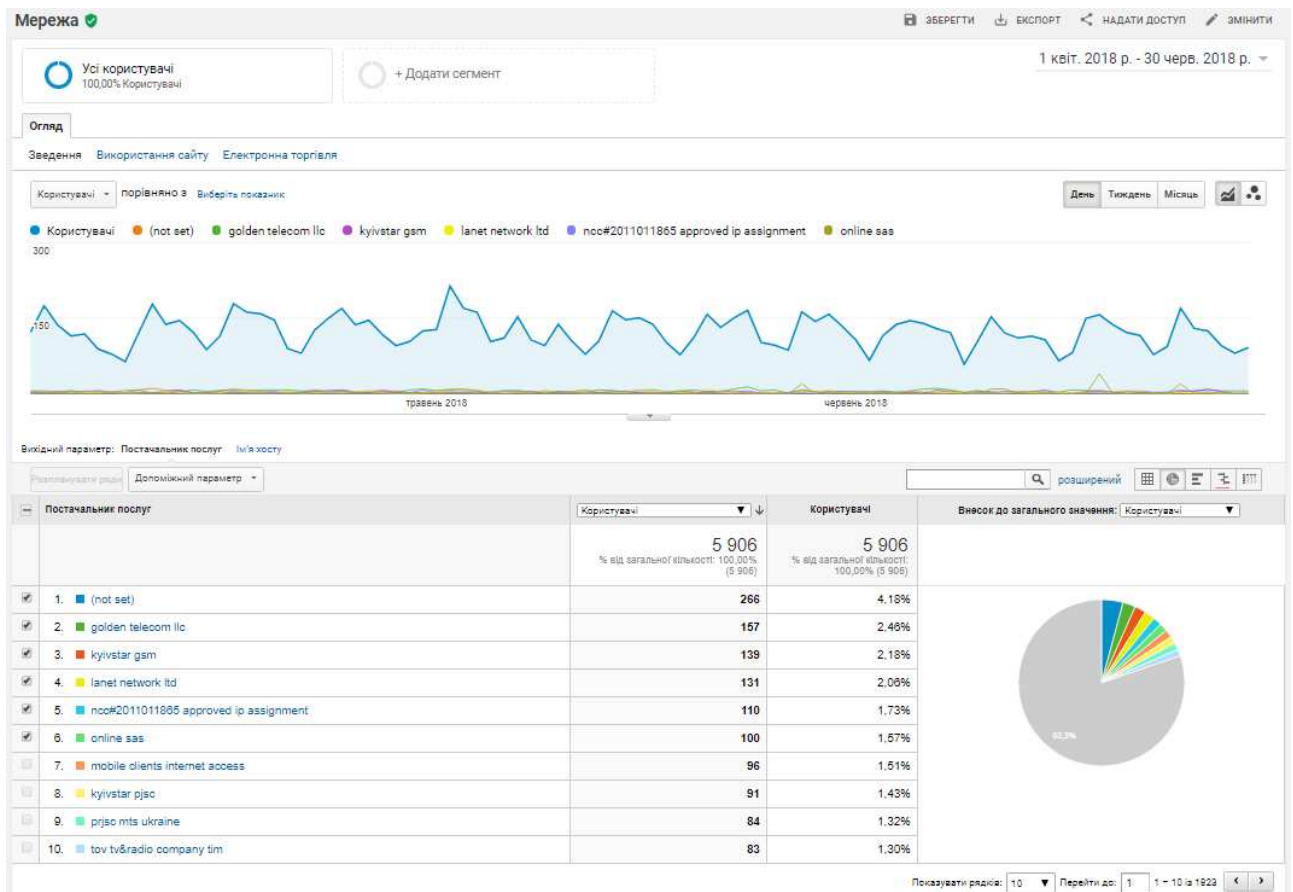 Мережа
ЗБЕРЕГТИ ЕКСПОРТ НАДАТИ ДОСТУП ЗМІНИТИ
Усі користувачі
100,00% Користувачі
+ Додати сегмент
1 квіт. 2018 р. - 30 черв. 2018 р.
Огляд
Зведення Використання сайту Електронна торгівля
Користувачі порівняно з Виберіть показник
День Тиждень Місяць
Користувачі (not set) golden telecom llc kyivstar gsm lanet network ltd ncc#2011011865 approved ip assignment online sas
300
150
травень 2018 червень 2018
Вихідний параметр: Постачальник послуг Ім'я хосту
Розпланувати ряди Допоміжний параметр розширений
Постачальник послуг Користувачі Користувачі Внесок до загального значення: Користувачі
5 906 5 906
% від загальної кількості: 100,00% (5 906) % від загальної кількості: 100,00% (5 906)
1. (not set) 266 4,18%
2. golden telecom llc 157 2,46%
3. kyivstar gsm 139 2,18%
4. lanet network ltd 131 2,06%
5. ncc#2011011865 approved ip assignment 110 1,73%
6. online sas 100 1,57%
7. mobile clients internet access 96 1,51%
8. kyivstar pjsc 91 1,43%
9. prjsc mts ukraine 84 1,32%
10. tov tv&radio company tim 83 1,30%
Показувати рядків: 10 Перейти до: 1 1 – 10 із 1923